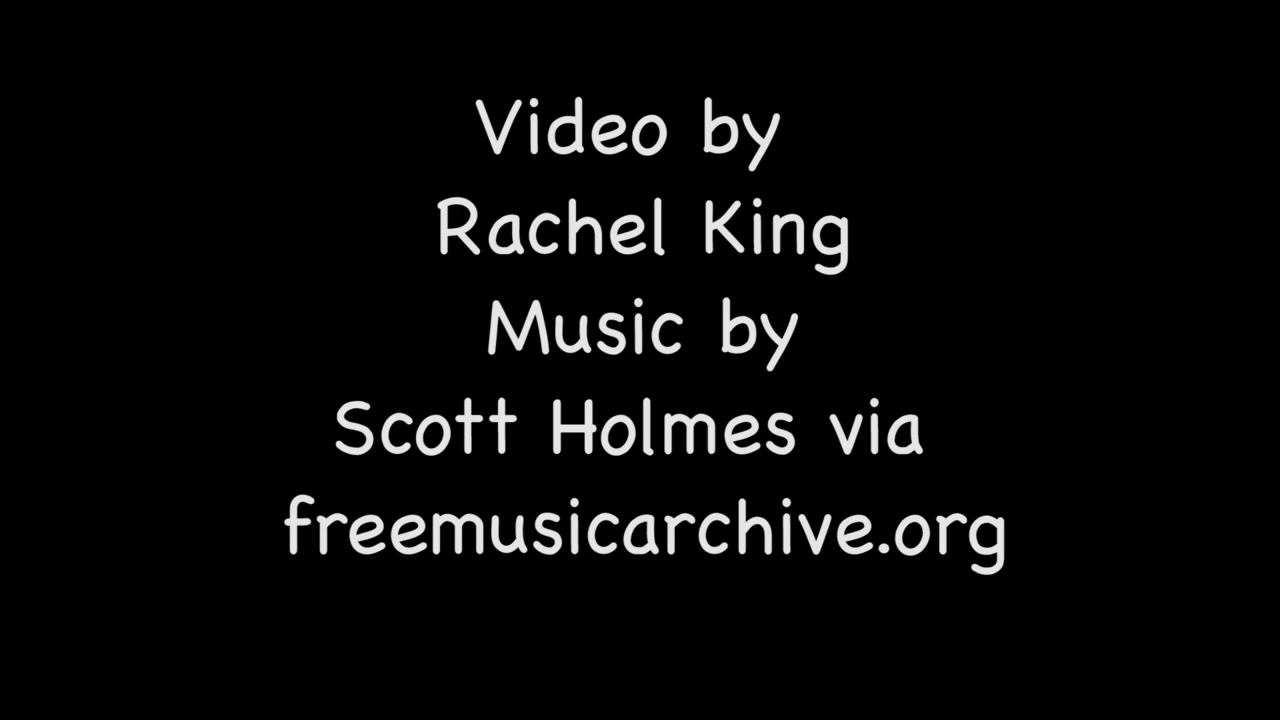 Video by
Rachel King
Music by
Scott Holmes via
freemusicarchive.org